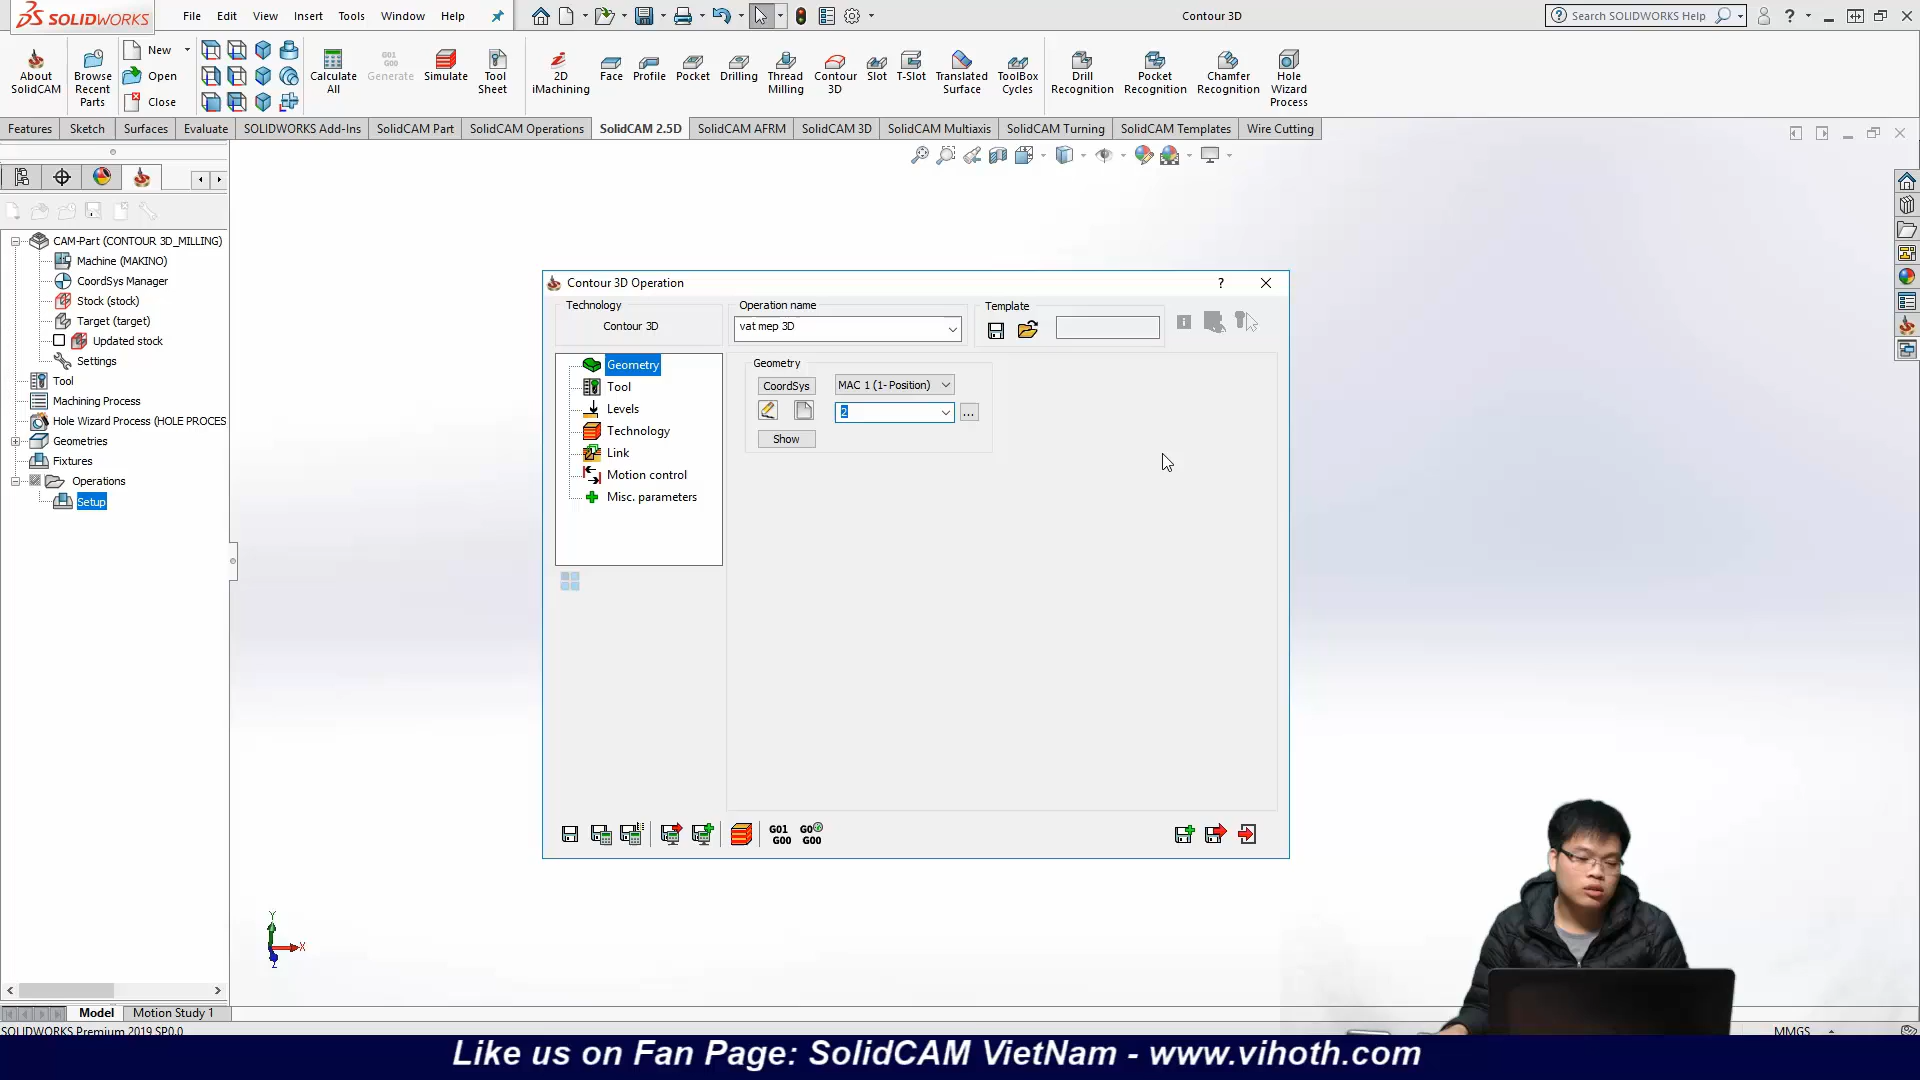 SOLIDWORKS
File Edit View Insert Tools Window Help
Contour 3D
Search SOLIDWORKS Help
About SolidCAM
Browse Recent Parts
New
Open
Close
Calculate All
G01 G00
Generate
Simulate
Tool Sheet
2D iMachining
Face
Profile
Pocket
Drilling
Thread Milling
Contour 3D
Slot
T-Slot
Translated Surface
ToolBox Cycles
Drill Recognition
Pocket Recognition
Chamfer Recognition
Hole Wizard Process
Features Sketch Surfaces Evaluate SOLIDWORKS Add-Ins SolidCAM Part SolidCAM Operations SolidCAM 2.5D SolidCAM AFRM SolidCAM 3D SolidCAM Multiaxis SolidCAM Turning SolidCAM Templates Wire Cutting
CAM-Part (CONTOUR 3D_MILLING)
Machine (MAKINO)
CoordSys Manager
Stock (stock)
Target (target)
Updated stock
Settings
Tool
Machining Process
Hole Wizard Process (HOLE PROCES
Geometries
Fixtures
Operations
Setup
Contour 3D Operation
Technology
Contour 3D
Operation name
vat mep 3D
Template
Geometry
Tool
Levels
Technology
Link
Motion control
Misc. parameters
Geometry
CoordSys
MAC 1 (1- Position)
2
...
Show
G01 G00
G0 G00
Y
X
Z
Model Motion Study 1
SOLIDWORKS Premium 2019 SP0.0
MMGS
Like us on Fan Page: SolidCAM VietNam - www.vihoth.com